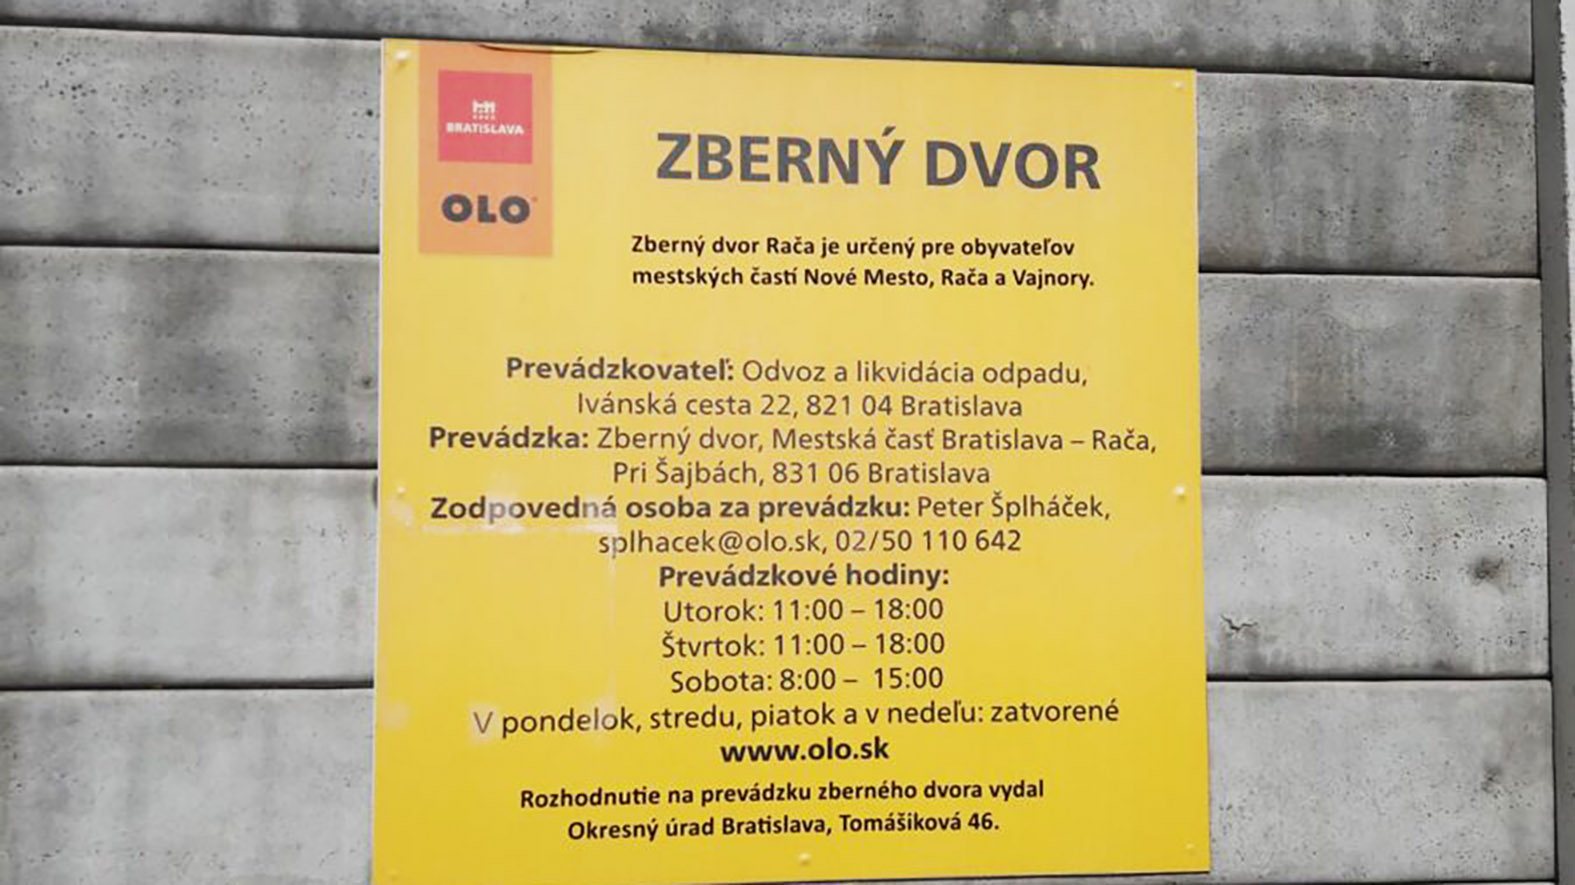 BRATISLAVA
OLO
ZBERNÝ DVOR
Zberný dvor Rača je určený pre obyvateľov
mestských častí Nové Mesto, Rača a Vajnory.
Prevádzkovateľ: Odvoz a likvidácia odpadu,
Ivánská cesta 22, 821 04 Bratislava
Prevádzka: Zberný dvor, Mestská časť Bratislava – Rača,
Pri Šajbách, 831 06 Bratislava
Zodpovedná osoba za prevádzku: Peter Šplháček,
splhacek@olo.sk, 02/50 110 642
Prevádzkové hodiny:
Utorok: 11:00 – 18:00
Štvrtok: 11:00 – 18:00
Sobota: 8:00 – 15:00
V pondelok, stredu, piatok a v nedeľu: zatvorené
www.olo.sk
Rozhodnutie na prevádzku zberného dvora vydal
Okresný úrad Bratislava, Tomášiková 46.